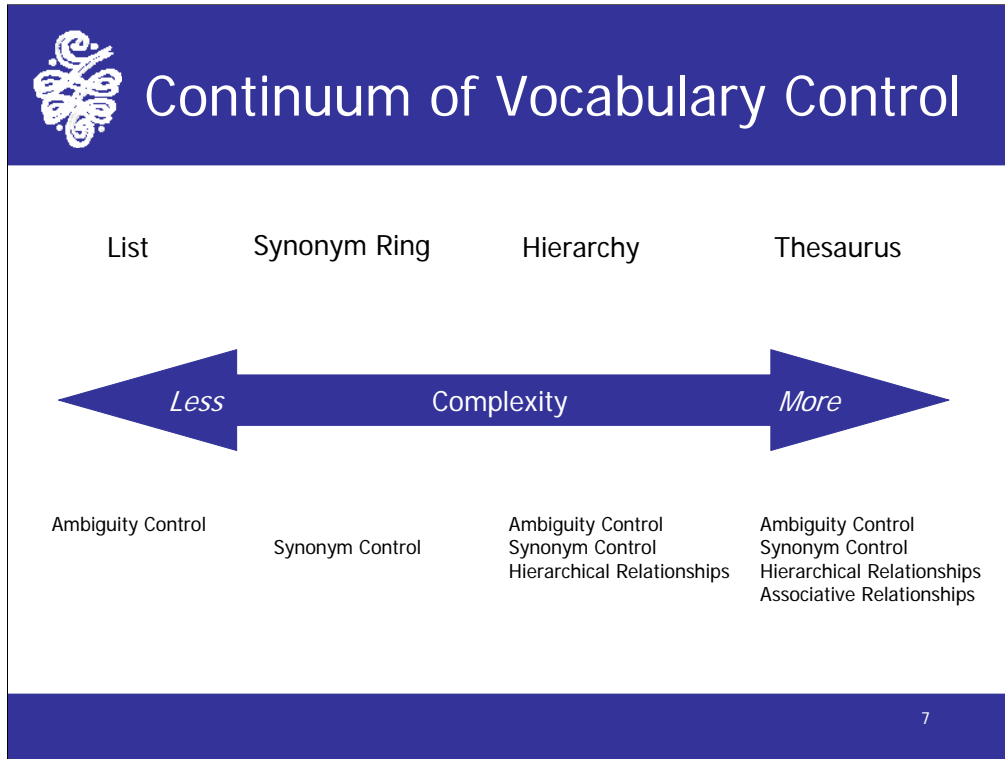 Continuum of Vocabulary Control
List
Synonym Ring
Hierarchy
Thesaurus
Less
Complexity
More
Ambiguity Control
Synonym Control
Ambiguity Control
Synonym Control
Hierarchical Relationships
Ambiguity Control
Synonym Control
Hierarchical Relationships
Associative Relationships
7